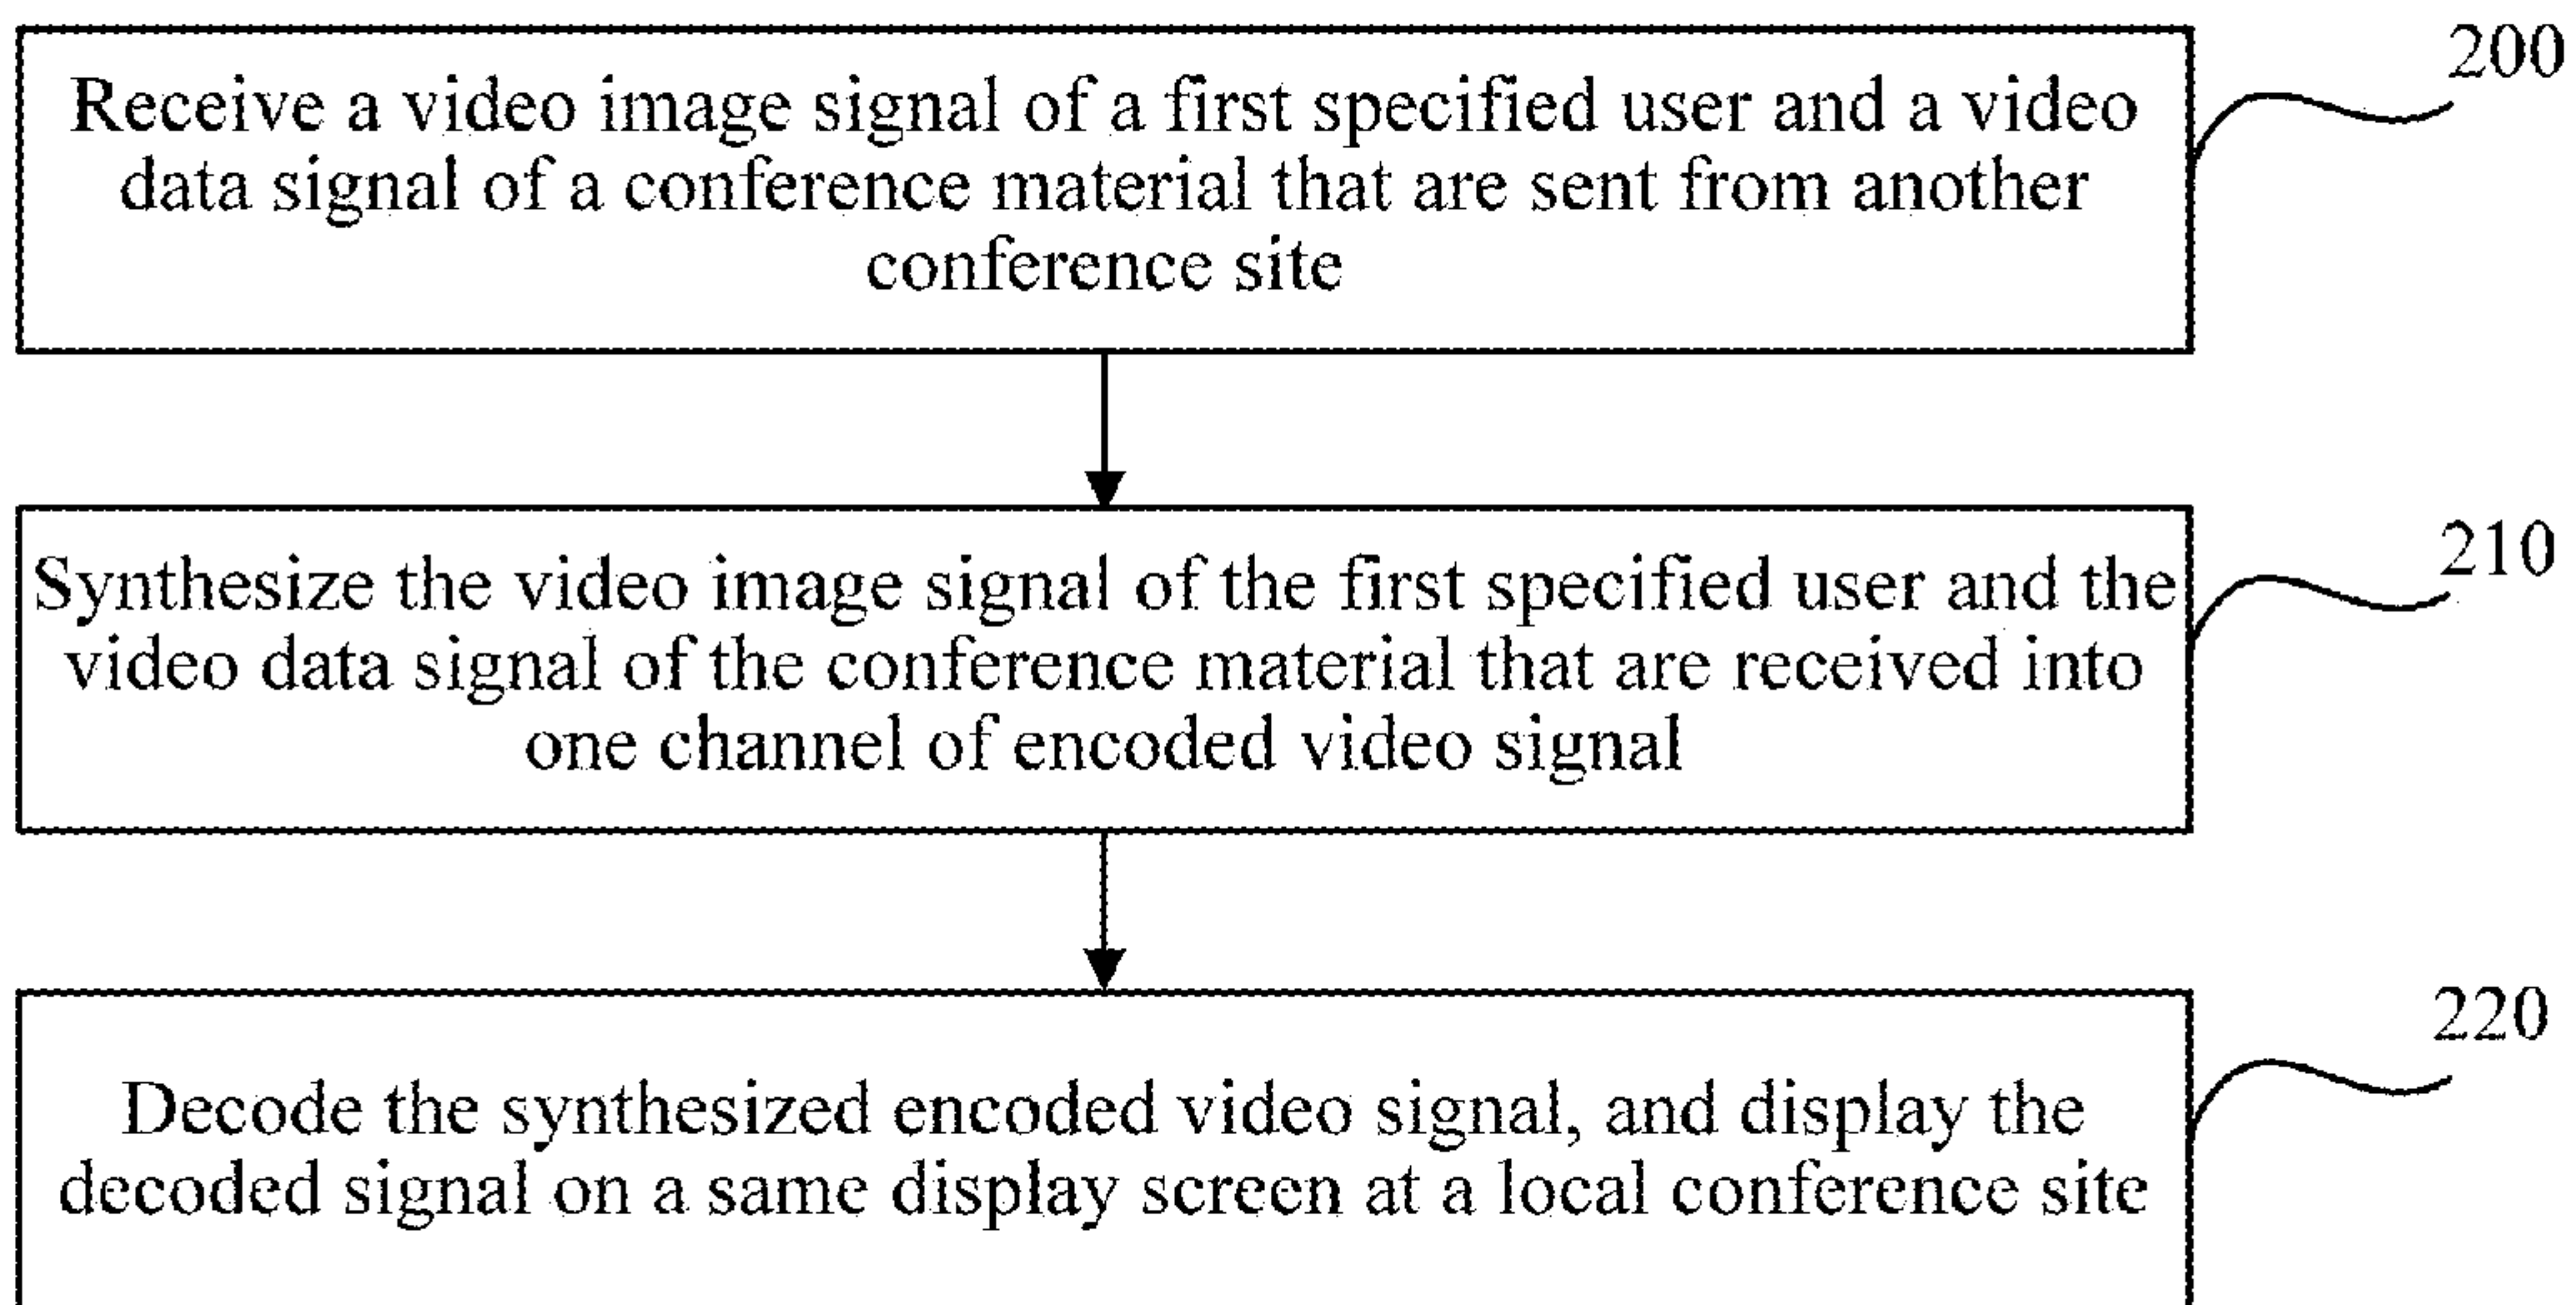 200
Receive a video image signal of a first specified user and a video
data signal of a conference material that are sent from another
conference site
210
Synthesize the video image signal of the first specified user and the
video data signal of the conference material that are received into
one channel of encoded video signal
220
Decode the synthesized encoded video signal, and display the
decoded signal on a same display screen at a local conference site